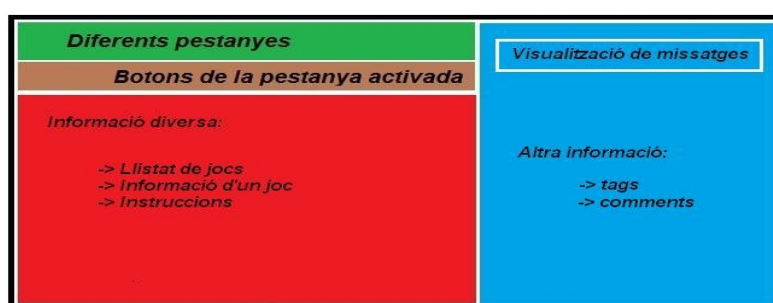 Diferents pestanyes
Botons de la pestanya activada
Informació diversa:
-> Llistat de jocs
-> Informació d'un joc
-> Instruccions
Visualització de missatges
Altra informació:
-> tags
-> comments